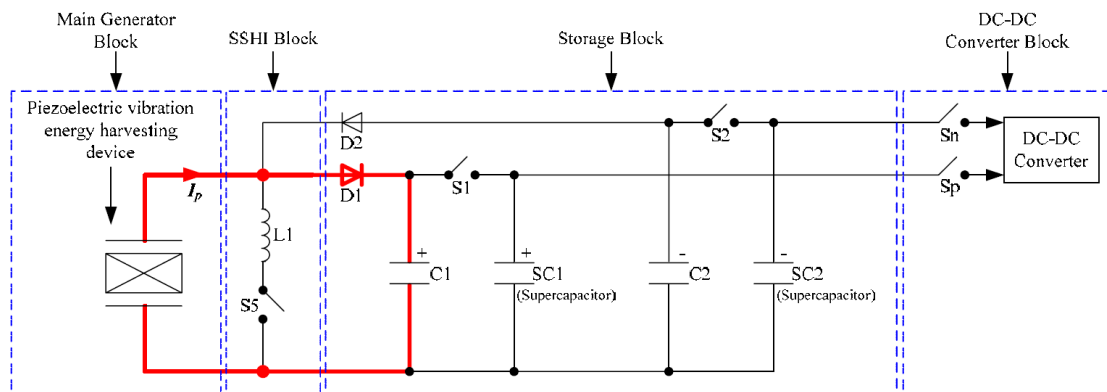 Main Generator
Block
SSHI Block
Storage Block
DC-DC
Converter Block
Piezoelectric vibration
energy harvesting
device
I_p
D2
D1
S1
S2
Sn
Sp
DC-DC
Converter
L1
S5
+
C1
+
SC1
(Supercapacitor)
-
C2
-
SC2
(Supercapacitor)